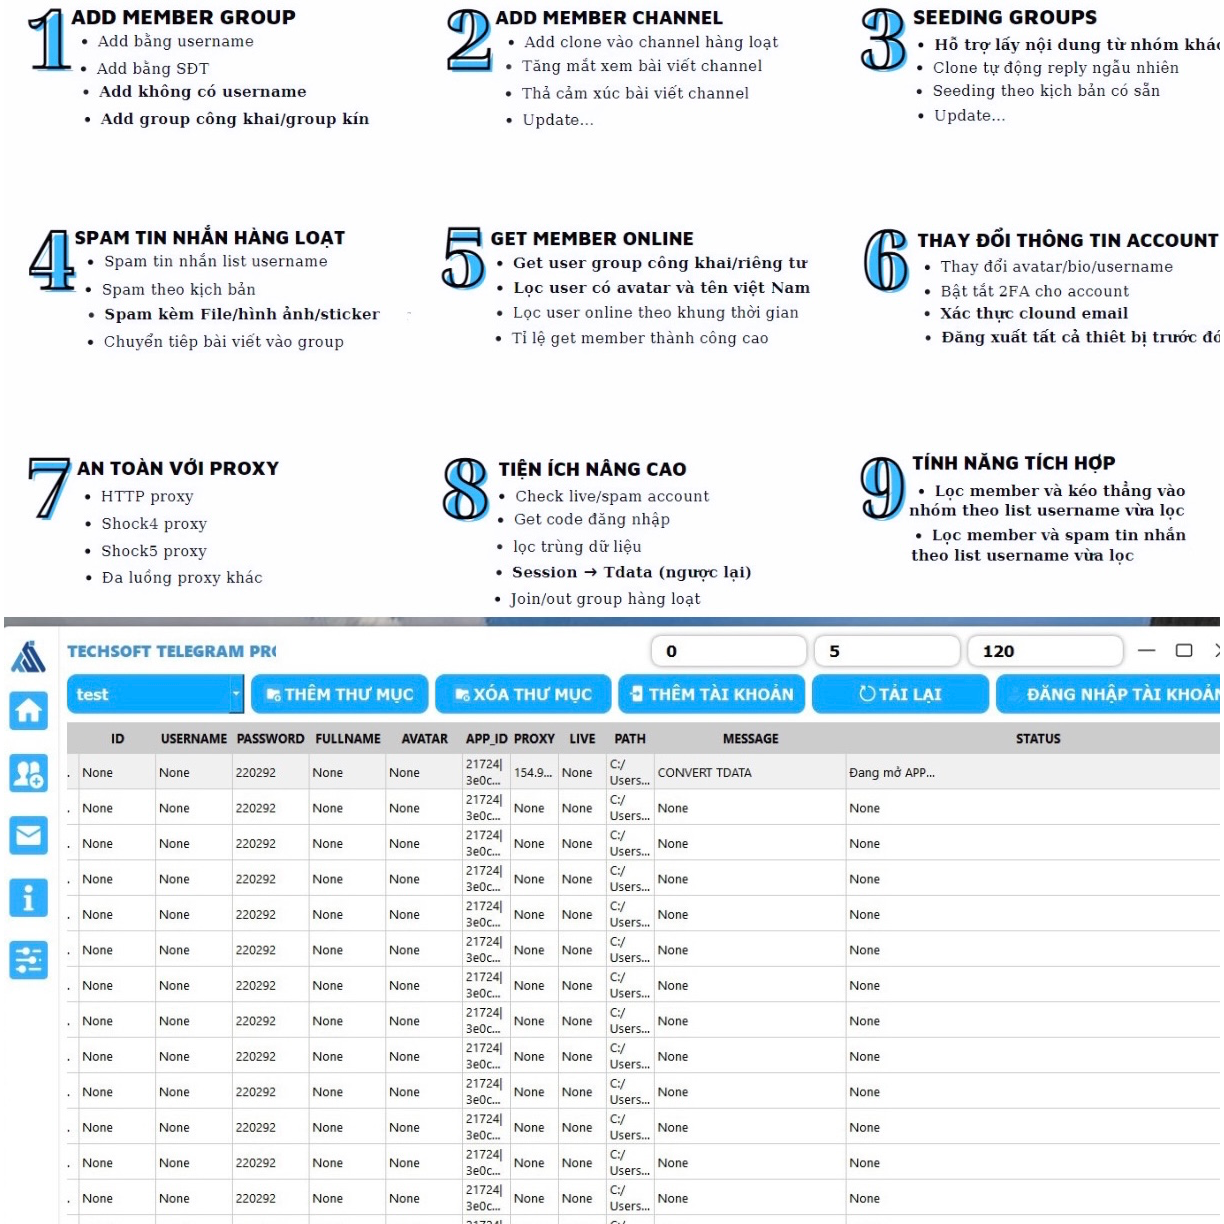 1 ADD MEMBER GROUP
• Add bằng username
• Add bằng SĐT
• Add không có username
• Add group công khai/group kín
2 ADD MEMBER CHANNEL
• Add clone vào channel hàng loạt
• Tăng mắt xem bài viết channel
• Thả cảm xúc bài viết channel
• Update...
3 SEEDING GROUPS
• Hỗ trợ lấy nội dung từ nhóm khác
• Clone tự động reply ngẫu nhiên
• Seeding theo kịch bản có sẵn
• Update...
4 SPAM TIN NHẮN HÀNG LOẠT
• Spam tin nhắn list username
• Spam theo kịch bản
• Spam kèm File/hình ảnh/sticker
• Chuyển tiêp bài viết vào group
5 GET MEMBER ONLINE
• Get user group công khai/riêng tư
• Lọc user có avatar và tên việt Nam
• Lọc user online theo khung thời gian
• Tỉ lệ get member thành công cao
6 THAY ĐỔI THÔNG TIN ACCOUNT
• Thay đổi avatar/bio/username
• Bật tắt 2FA cho account
• Xác thực clound email
• Đăng xuất tất cả thiêt bị trước đó
7 AN TOÀN VỚI PROXY
• HTTP proxy
• Shock4 proxy
• Shock5 proxy
• Đa luồng proxy khác
8 TIỆN ÍCH NÂNG CAO
• Check live/spam account
• Get code đăng nhập
• lọc trùng dữ liệu
• Session → Tdata (ngược lại)
• Join/out group hàng loạt
9 TÍNH NĂNG TÍCH HỢP
• Lọc member và kéo thẳng vào
nhóm theo list username vừa lọc
• Lọc member và spam tin nhắn
theo list username vừa lọc
TECHSOFT TELEGRAM PRO 0 5 120
test THÊM THƯ MỤC XÓA THƯ MỤC THÊM TÀI KHOẢN TẢI LẠI ĐĂNG NHẬP TÀI KHOẢN
ID USERNAME PASSWORD FULLNAME AVATAR APP_ID PROXY LIVE PATH MESSAGE STATUS
. None None 220292 None None 21724| 3e0c... 154.9... None C:/ Users... CONVERT TDATA Đang mở APP...
. None None 220292 None None 21724| 3e0c... None None C:/ Users... None None
. None None 220292 None None 21724| 3e0c... None None C:/ Users... None None
. None None 220292 None None 21724| 3e0c... None None C:/ Users... None None
. None None 220292 None None 21724| 3e0c... None None C:/ Users... None None
. None None 220292 None None 21724| 3e0c... None None C:/ Users... None None
. None None 220292 None None 21724| 3e0c... None None C:/ Users... None None
. None None 220292 None None 21724| 3e0c... None None C:/ Users... None None
. None None 220292 None None 21724| 3e0c... None None C:/ Users... None None
. None None 220292 None None 21724| 3e0c... None None C:/ Users... None None
. None None 220292 None None 21724| 3e0c... None None C:/ Users... None None
. None None 220292 None None 21724| 3e0c... None None C:/ Users... None None
. None None 220292 None None 21724| 3e0c... None None C:/ Users... None None